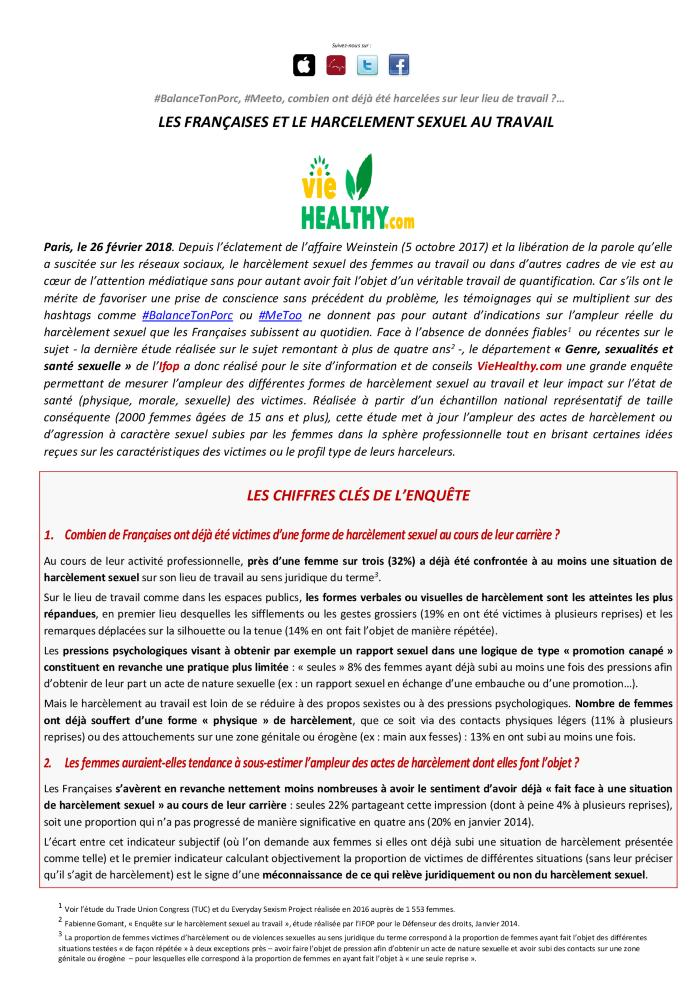 Suivez-nous sur :
#BalanceTonPorc, #Meeto, combien ont déjà été harcelées sur leur lieu de travail ?…
LES FRANÇAISES ET LE HARCELEMENT SEXUEL AU TRAVAIL
vie
HEALTHY.com
Paris, le 26 février 2018. Depuis l’éclatement de l’affaire Weinstein (5 octobre 2017) et la libération de la parole qu’elle
a suscitée sur les réseaux sociaux, le harcèlement sexuel des femmes au travail ou dans d’autres cadres de vie est au
cœur de l’attention médiatique sans pour autant avoir fait l’objet d’un véritable travail de quantification. Car s’ils ont le
mérite de favoriser une prise de conscience sans précédent du problème, les témoignages qui se multiplient sur des
hashtags comme #BalanceTonPorc ou #MeToo ne donnent pas pour autant d’indications sur l’ampleur réelle du
harcèlement sexuel que les Françaises subissent au quotidien. Face à l’absence de données fiables1 ou récentes sur le
sujet - la dernière étude réalisée sur le sujet remontant à plus de quatre ans2 -, le département « Genre, sexualités et
santé sexuelle » de l’Ifop a donc réalisé pour le site d’information et de conseils VieHealthy.com une grande enquête
permettant de mesurer l’ampleur des différentes formes de harcèlement sexuel au travail et leur impact sur l’état de
santé (physique, morale, sexuelle) des victimes. Réalisée à partir d’un échantillon national représentatif de taille
conséquente (2000 femmes âgées de 15 ans et plus), cette étude met à jour l’ampleur des actes de harcèlement ou
d’agression à caractère sexuel subies par les femmes dans la sphère professionnelle tout en brisant certaines idées
reçues sur les caractéristiques des victimes ou le profil type de leurs harceleurs.
LES CHIFFRES CLÉS DE L’ENQUÊTE
1. Combien de Françaises ont déjà été victimes d’une forme de harcèlement sexuel au cours de leur carrière ?
Au cours de leur activité professionnelle, près d’une femme sur trois (32%) a déjà été confrontée à au moins une situation de
harcèlement sexuel sur son lieu de travail au sens juridique du terme3.
Sur le lieu de travail comme dans les espaces publics, les formes verbales ou visuelles de harcèlement sont les atteintes les plus
répandues, en premier lieu desquelles les sifflements ou les gestes grossiers (19% en ont été victimes à plusieurs reprises) et les
remarques déplacées sur la silhouette ou la tenue (14% en ont fait l’objet de manière répétée).
Les pressions psychologiques visant à obtenir par exemple un rapport sexuel dans une logique de type « promotion canapé »
constituent en revanche une pratique plus limitée : « seules » 8% des femmes ayant déjà subi au moins une fois des pressions afin
d’obtenir de leur part un acte de nature sexuelle (ex : un rapport sexuel en échange d’une embauche ou d’une promotion…).
Mais le harcèlement au travail est loin de se réduire à des propos sexistes ou à des pressions psychologiques. Nombre de femmes
ont déjà souffert d’une forme « physique » de harcèlement, que ce soit via des contacts physiques légers (11% à plusieurs
reprises) ou des attouchements sur une zone génitale ou érogène (ex : main aux fesses) : 13% en ont subi au moins une fois.
2. Les femmes auraient-elles tendance à sous-estimer l’ampleur des actes de harcèlement dont elles font l’objet ?
Les Françaises s’avèrent en revanche nettement moins nombreuses à avoir le sentiment d’avoir déjà « fait face à une situation
de harcèlement sexuel » au cours de leur carrière : seules 22% partageant cette impression (dont à peine 4% à plusieurs reprises),
soit une proportion qui n’a pas progressé de manière significative en quatre ans (20% en janvier 2014).
L’écart entre cet indicateur subjectif (où l’on demande aux femmes si elles ont déjà subi une situation de harcèlement présentée
comme telle) et le premier indicateur calculant objectivement la proportion de victimes de différentes situations (sans leur préciser
qu’il s’agit de harcèlement) est le signe d’une méconnaissance de ce qui relève juridiquement ou non du harcèlement sexuel.
1 Voir l’étude du Trade Union Congress (TUC) et du Everyday Sexism Project réalisée en 2016 auprès de 1 553 femmes.
2 Fabienne Gomant, « Enquête sur le harcèlement sexuel au travail », étude réalisée par l’IFOP pour le Défenseur des droits, Janvier 2014.
3 La proportion de femmes victimes d’harcèlement ou de violences sexuelles au sens juridique du terme correspond à la proportion de femmes ayant fait l’objet des différentes
situations testées « de façon répétée » à deux exceptions près – avoir faire l’objet de pression afin d’obtenir un acte de nature sexuelle et avoir subi des contacts sur une zone
génitale ou érogène – pour lesquelles elle correspond à la proportion de femmes en ayant fait l’objet à « une seule reprise ».